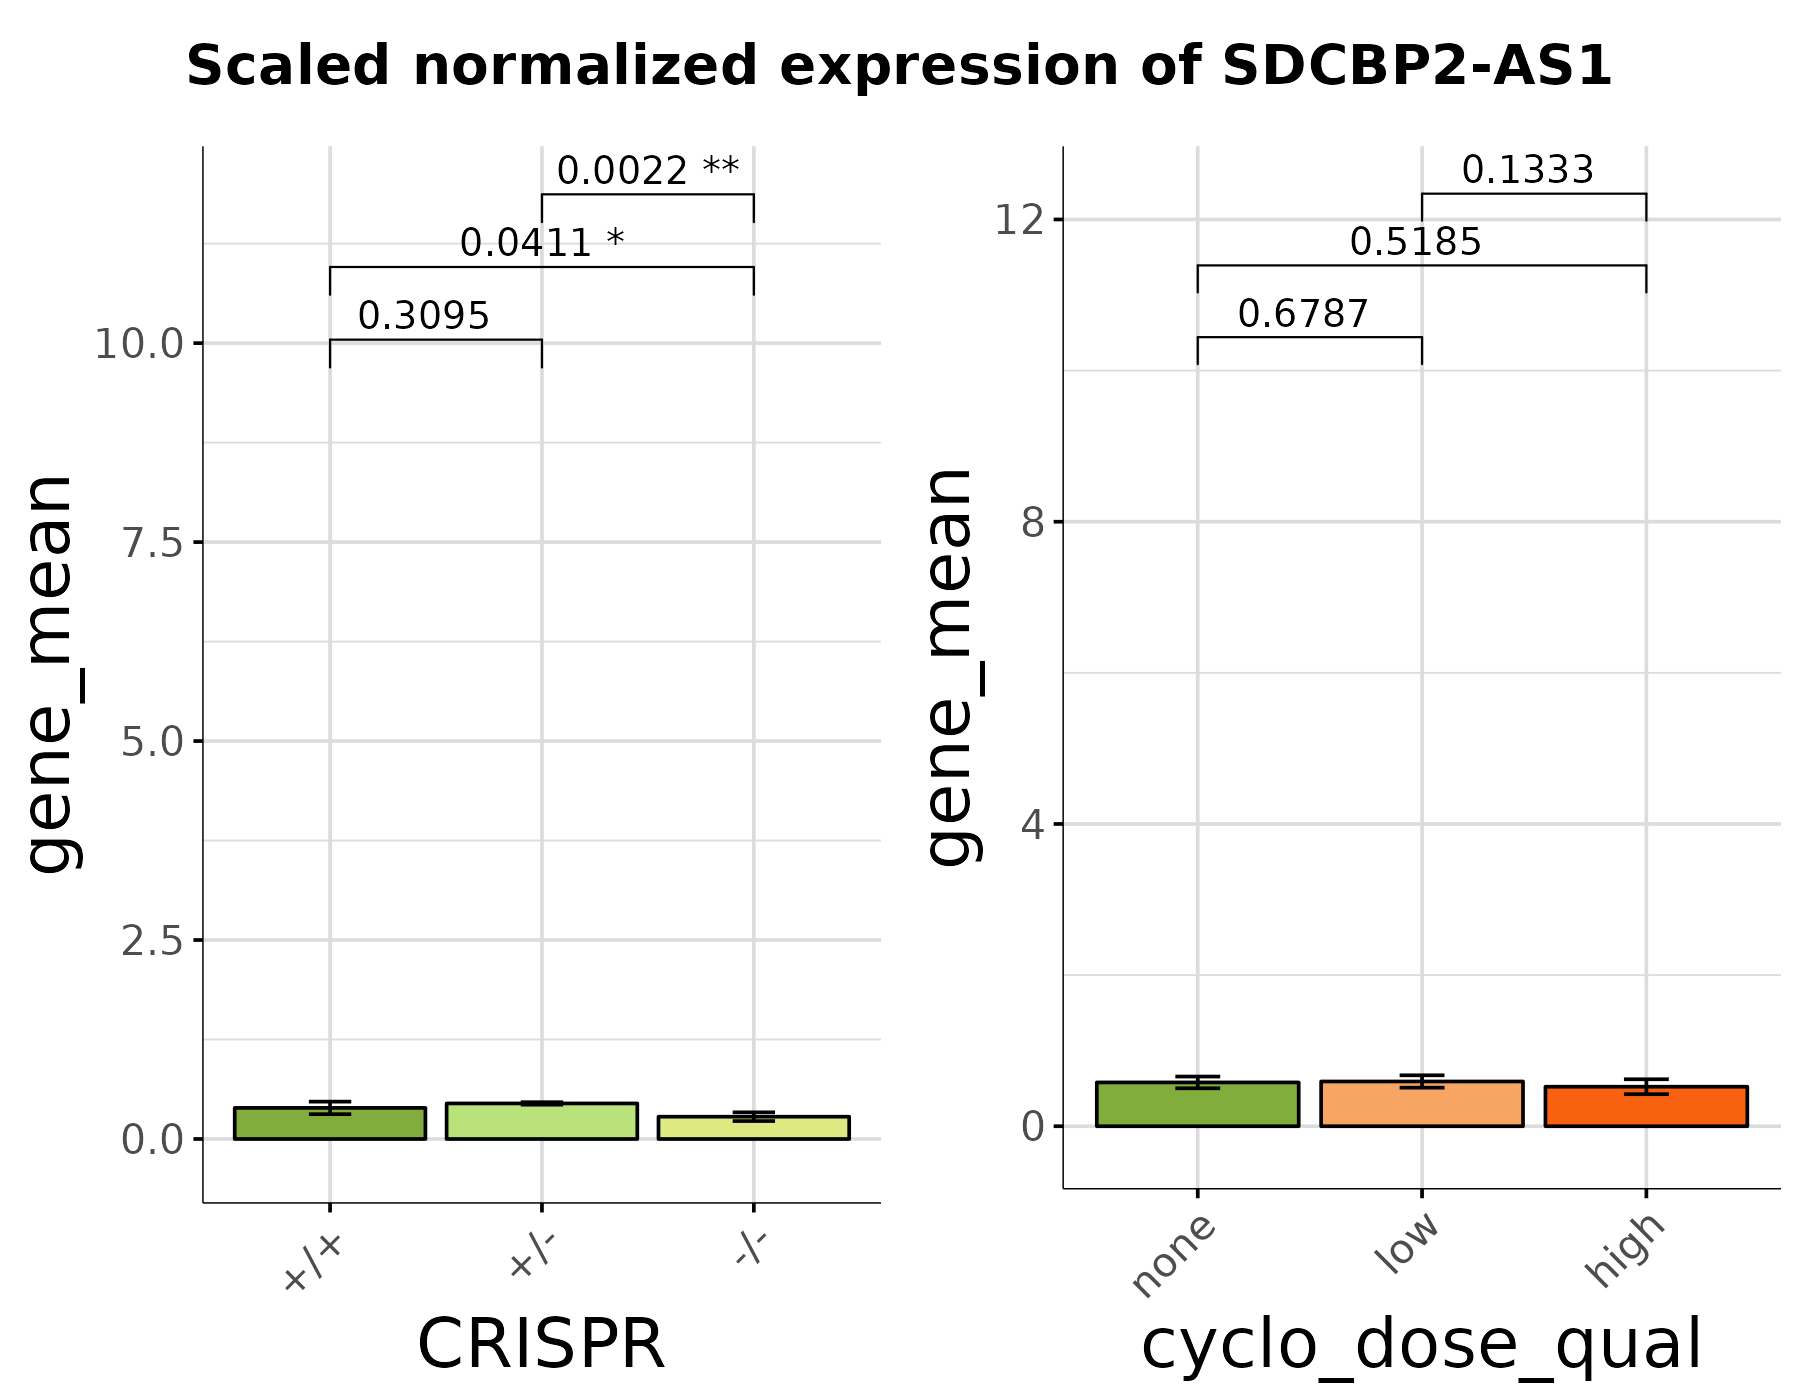 Scaled normalized expression of SDCBP2-AS1
gene_mean
10.0
7.5
5.0
2.5
0.0
0.0022 **
0.0411 *
0.3095
+/+
+/-
-/-
CRISPR
gene_mean
12
8
4
0
0.1333
0.5185
0.6787
none
low
high
cyclo_dose_qual